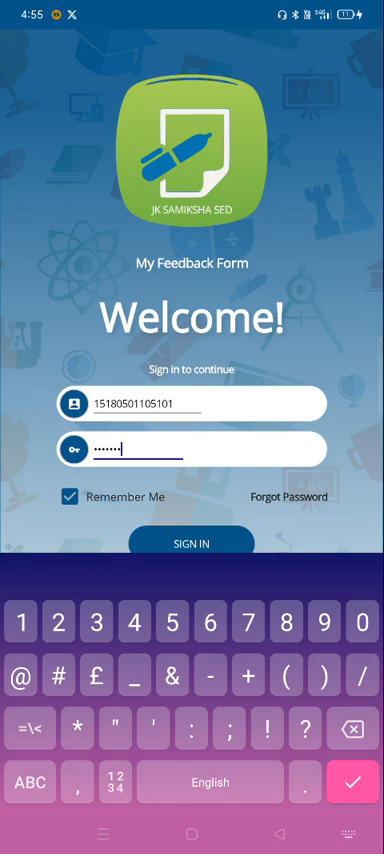 4:55
11
JK SAMIKSHA SED
My Feedback Form
Welcome!
Sign in to continue
15180501105101
•••••••
Remember Me
Forgot Password
SIGN IN
1 2 3 4 5 6 7 8 9 0
@ # £ _ & - + ( ) /
=\< * " ' : ; ! ?
ABC , 12 34 English .